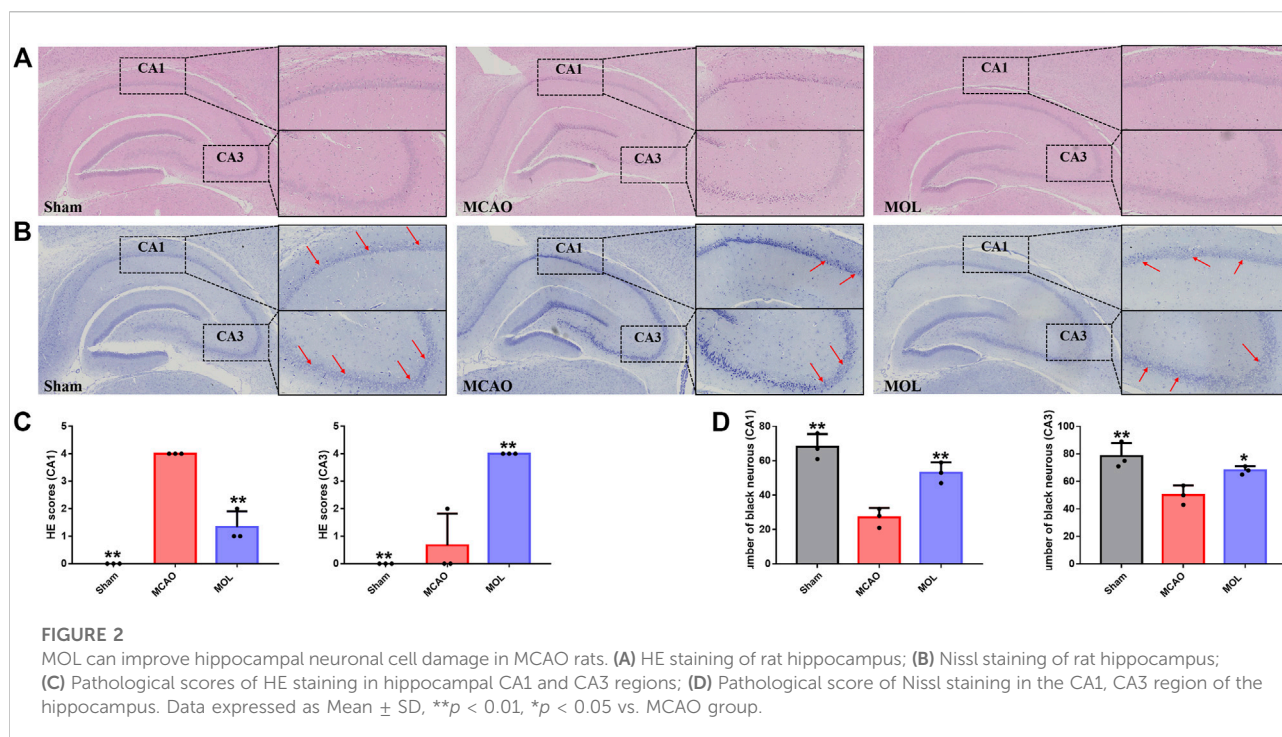 A
CA1
CA3
Sham
CA1
CA3
MCAO
CA1
CA3
MOL
B
CA1
CA3
Sham
CA1
CA3
MCAO
CA1
CA3
MOL
C
HE scores (CA1)
5
4
3
2
1
0
**
**
Sham
MCAO
MOL
HE scores (CA3)
5
4
3
2
1
0
**
**
Sham
MCAO
MOL
D
umber of black neurous (CA1)
80
60
40
20
0
**
**
Sham
MCAO
MOL
umber of black neurous (CA3)
100
80
60
40
20
0
**
*
Sham
MCAO
MOL
FIGURE 2
MOL can improve hippocampal neuronal cell damage in MCAO rats. (A) HE staining of rat hippocampus; (B) Nissl staining of rat hippocampus;
(C) Pathological scores of HE staining in hippocampal CA1 and CA3 regions; (D) Pathological score of Nissl staining in the CA1, CA3 region of the
hippocampus. Data expressed as Mean ± SD, **p < 0.01, *p < 0.05 vs. MCAO group.